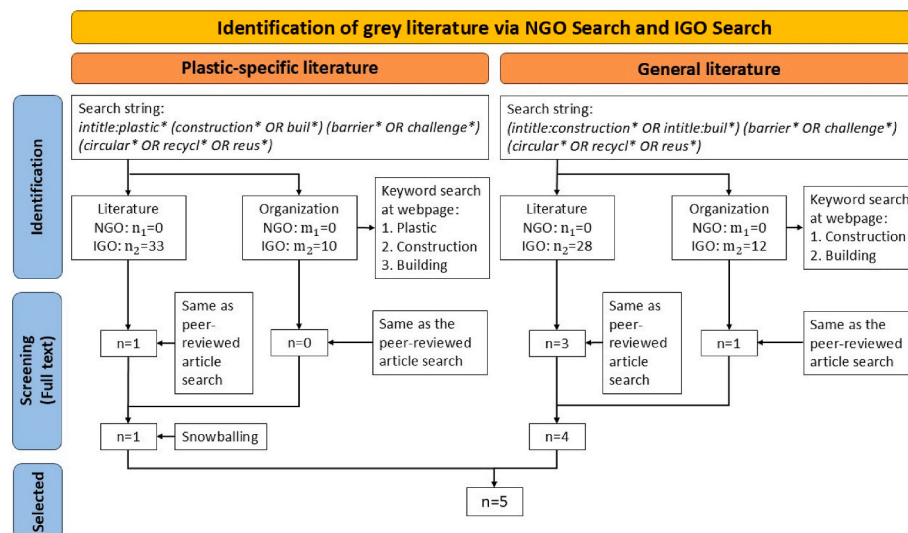 Identification of grey literature via NGO Search and IGO Search
Plastic-specific literature
General literature
Identification
Search string:
intitle:plastic* (construction* OR buil*) (barrier* OR challenge*)
(circular* OR recycl* OR reus*)
Search string:
(intitle:construction* OR intitle:buil*) (barrier* OR challenge*)
(circular* OR recycl* OR reus*)
Literature
NGO: n₁=0
IGO: n₂=33
Organization
NGO: m₁=0
IGO: m₂=10
Keyword search
at webpage:
1. Plastic
2. Construction
3. Building
Literature
NGO: n₁=0
IGO: n₂=28
Organization
NGO: m₁=0
IGO: m₂=12
Keyword search
at webpage:
1. Construction
2. Building
Screening
(Full text)
n=1
Same as
peer-
reviewed
article
search
n=0
Same as the
peer-reviewed
article search
n=3
Same as
peer-
reviewed
article
search
n=1
Same as the
peer-reviewed
article search
n=1
Snowballing
n=4
Selected
n=5